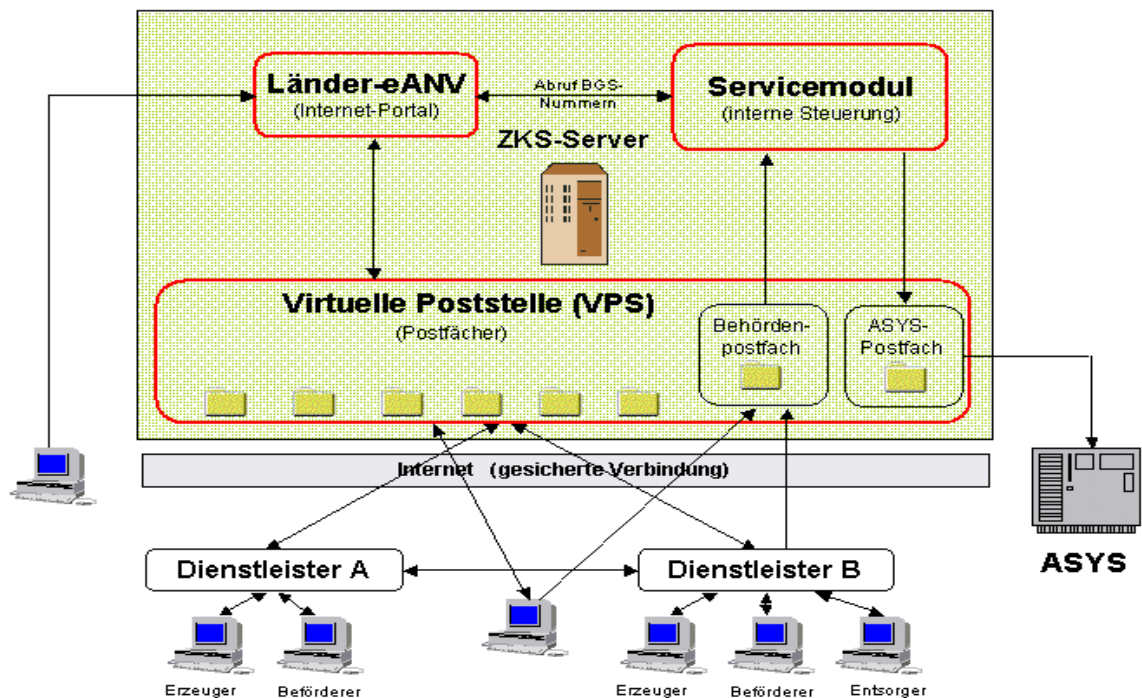 Länder-eANV
(Internet-Portal)
Abruf BGS-
Nummern
Servicemodul
(interne Steuerung)
ZKS-Server
Virtuelle Poststelle (VPS)
(Postfächer)
Behörden-
postfach
ASYS-
Postfach
Internet (gesicherte Verbindung)
ASYS
Dienstleister A
Dienstleister B
Erzeuger
Beförderer
Erzeuger
Beförderer
Entsorger